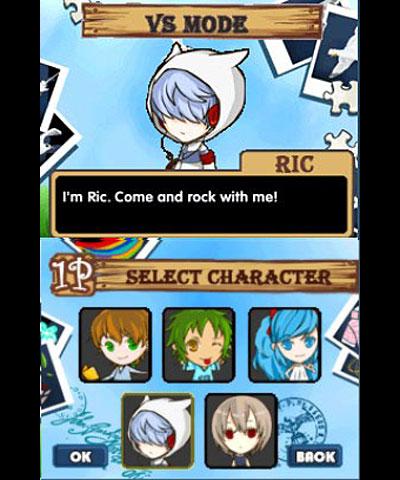 VS MODE
RIC
I'm Ric. Come and rock with me!
1P
SELECT CHARACTER
OK
BACK